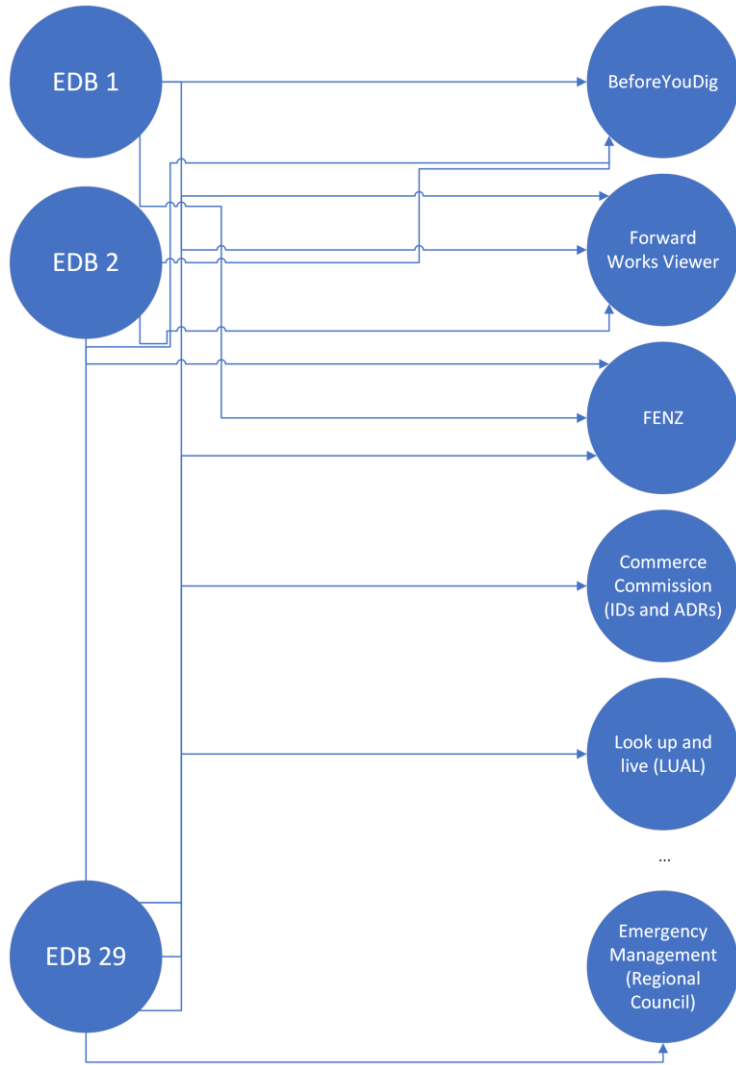 EDB 1
BeforeYouDig
EDB 2
Forward
Works Viewer
FENZ
Commerce
Commission
(IDs and ADRs)
Look up and
live (LUAL)
...
EDB 29
Emergency
Management
(Regional
Council)